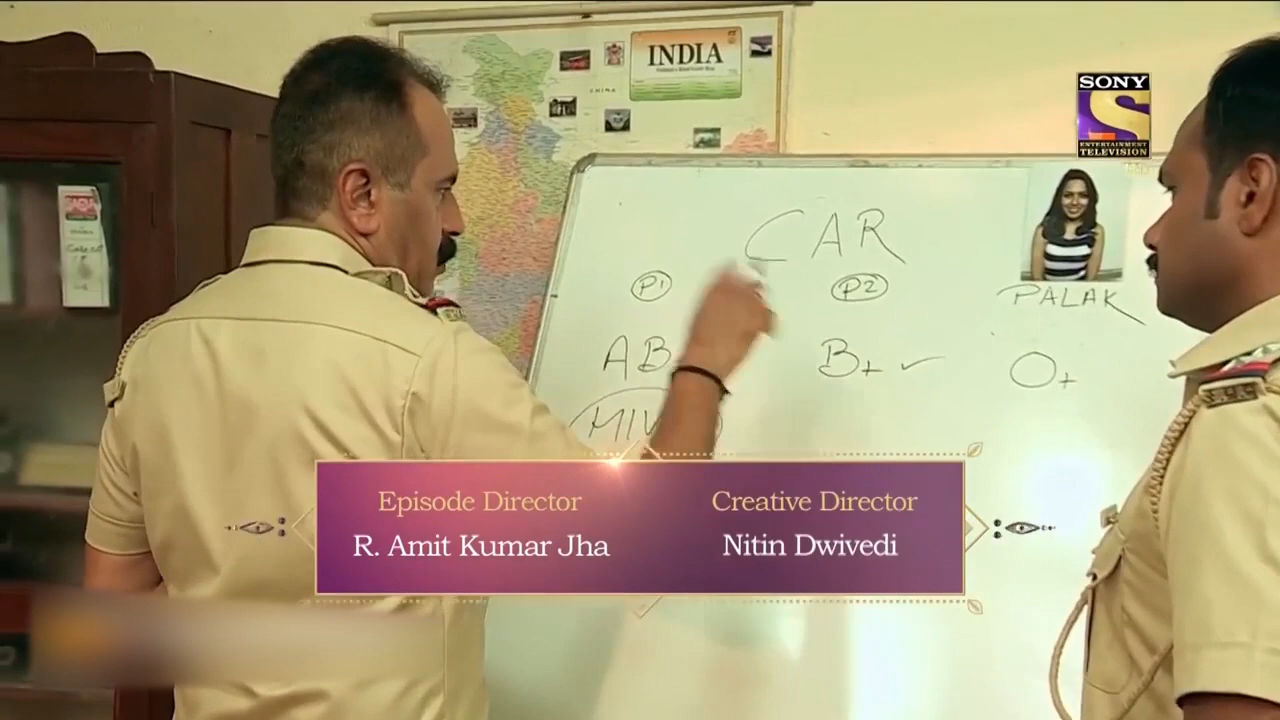 INDIA
CHINA
SONY
ENTERTAINMENT
TELEVISION
CAR
P1
P2
PALAK
AB
B+
O+
Episode Director
Creative Director
R. Amit Kumar Jha
Nitin Dwivedi